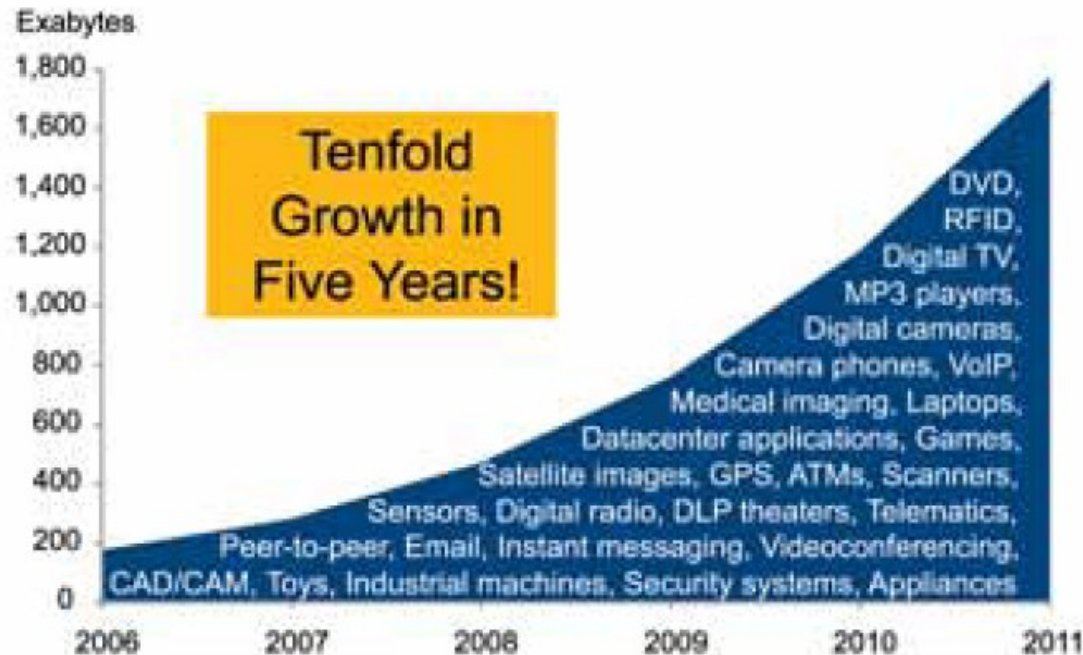 Exabytes
1,800
1,600
1,400
1,200
1,000
800
600
400
200
0
Tenfold
Growth in
Five Years!
DVD,
RFID,
Digital TV,
MP3 players,
Digital cameras,
Camera phones, VoIP,
Medical imaging, Laptops,
Datacenter applications, Games,
Satellite images, GPS, ATMs, Scanners,
Sensors, Digital radio, DLP theaters, Telematics,
Peer-to-peer, Email, Instant messaging, Videoconferencing,
CAD/CAM, Toys, Industrial machines, Security systems, Appliances
2006 2007 2008 2009 2010 2011